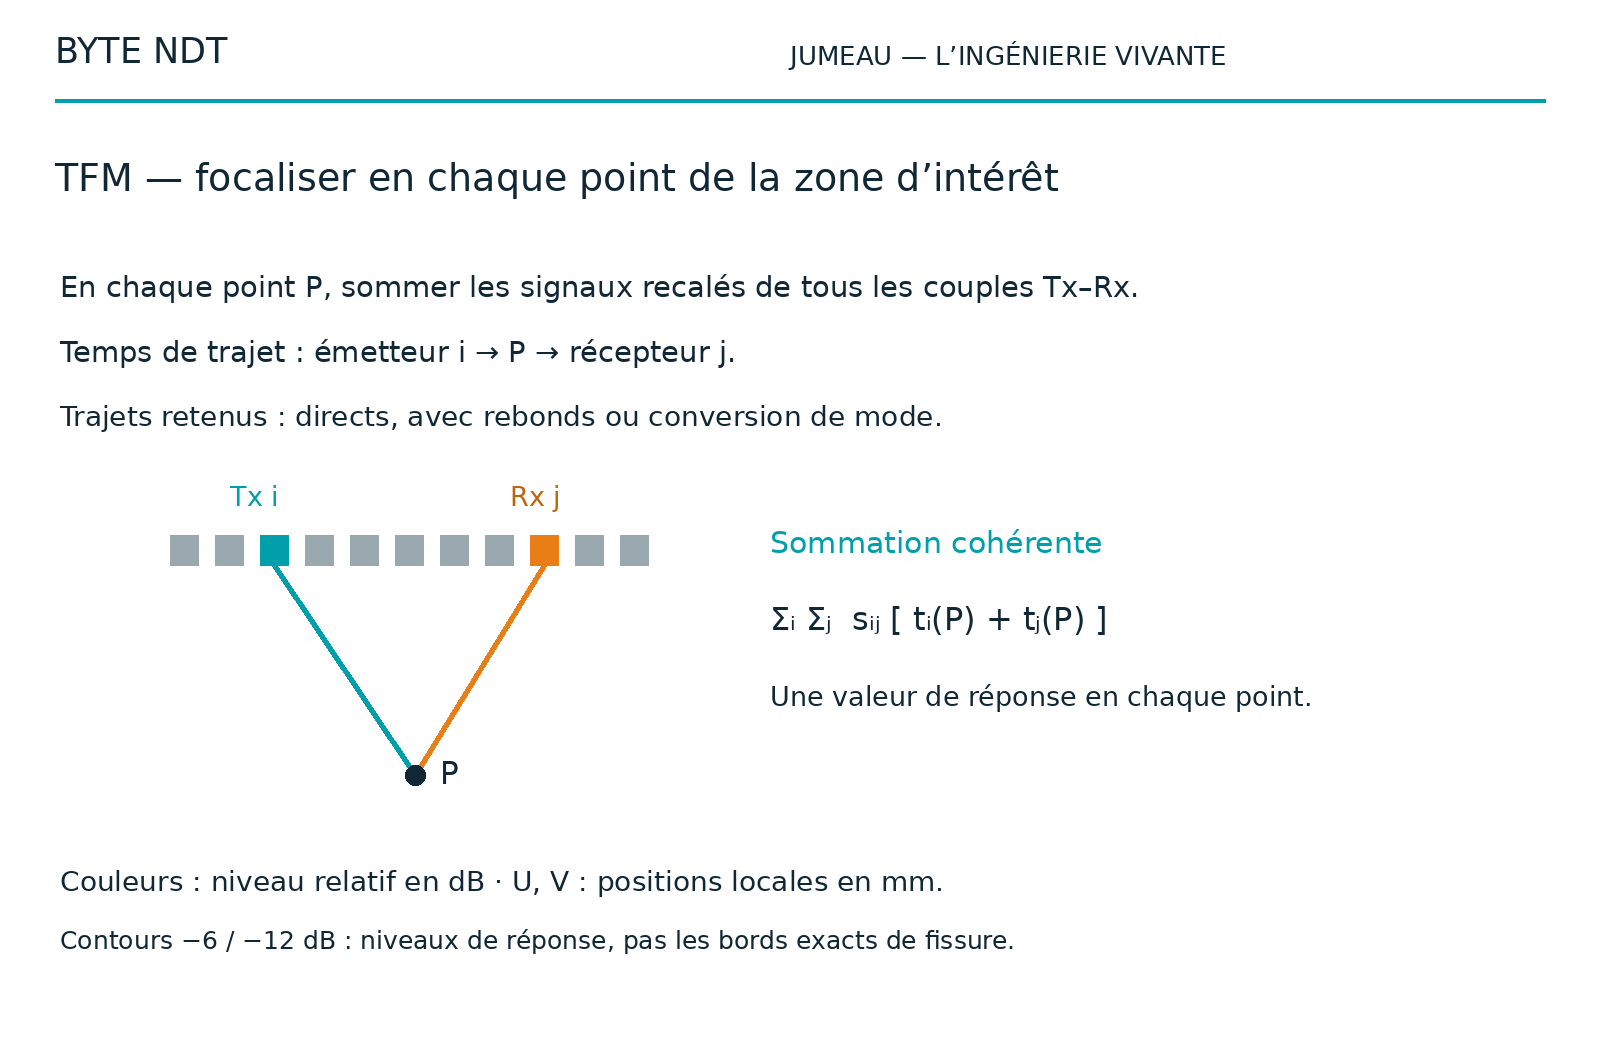 BYTE NDT
JUMEAU — L’INGÉNIERIE VIVANTE
TFM — focaliser en chaque point de la zone d’intérêt
En chaque point P, sommer les signaux recalés de tous les couples Tx–Rx.
Temps de trajet : émetteur i → P → récepteur j.
Trajets retenus : directs, avec rebonds ou conversion de mode.
Tx i
Rx j
Sommation cohérente
Σᵢ Σⱼ sᵢⱼ [ tᵢ(P) + tⱼ(P) ]
Une valeur de réponse en chaque point.
P
Couleurs : niveau relatif en dB · U, V : positions locales en mm.
Contours −6 / −12 dB : niveaux de réponse, pas les bords exacts de fissure.